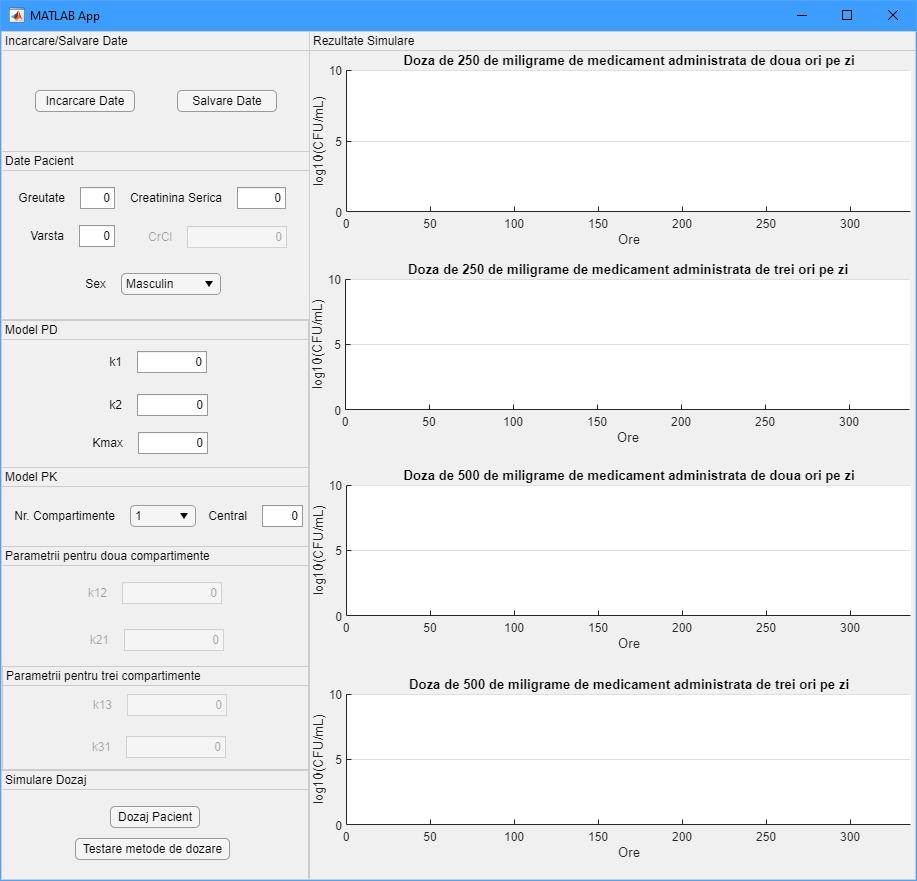 MATLAB App
Incarcare/Salvare Date
Incarcare Date
Salvare Date
Date Pacient
Greutate 0 Creatinina Serica 0
Varsta 0 CrCl 0
Sex Masculin
Model PD
k1 0
k2 0
Kmax 0
Model PK
Nr. Compartimente 1 Central 0
Parametrii pentru doua compartimente
k12 0
k21 0
Parametrii pentru trei compartimente
k13 0
k31 0
Simulare Dozaj
Dozaj Pacient
Testare metode de dozare
Rezultate Simulare
Doza de 250 de miligrame de medicament administrata de doua ori pe zi
log10(CFU/mL)
10
5
0
0 50 100 150 200 250 300
Ore
Doza de 250 de miligrame de medicament administrata de trei ori pe zi
log10(CFU/mL)
10
5
0
0 50 100 150 200 250 300
Ore
Doza de 500 de miligrame de medicament administrata de doua ori pe zi
log10(CFU/mL)
10
5
0
0 50 100 150 200 250 300
Ore
Doza de 500 de miligrame de medicament administrata de trei ori pe zi
log10(CFU/mL)
10
5
0
0 50 100 150 200 250 300
Ore